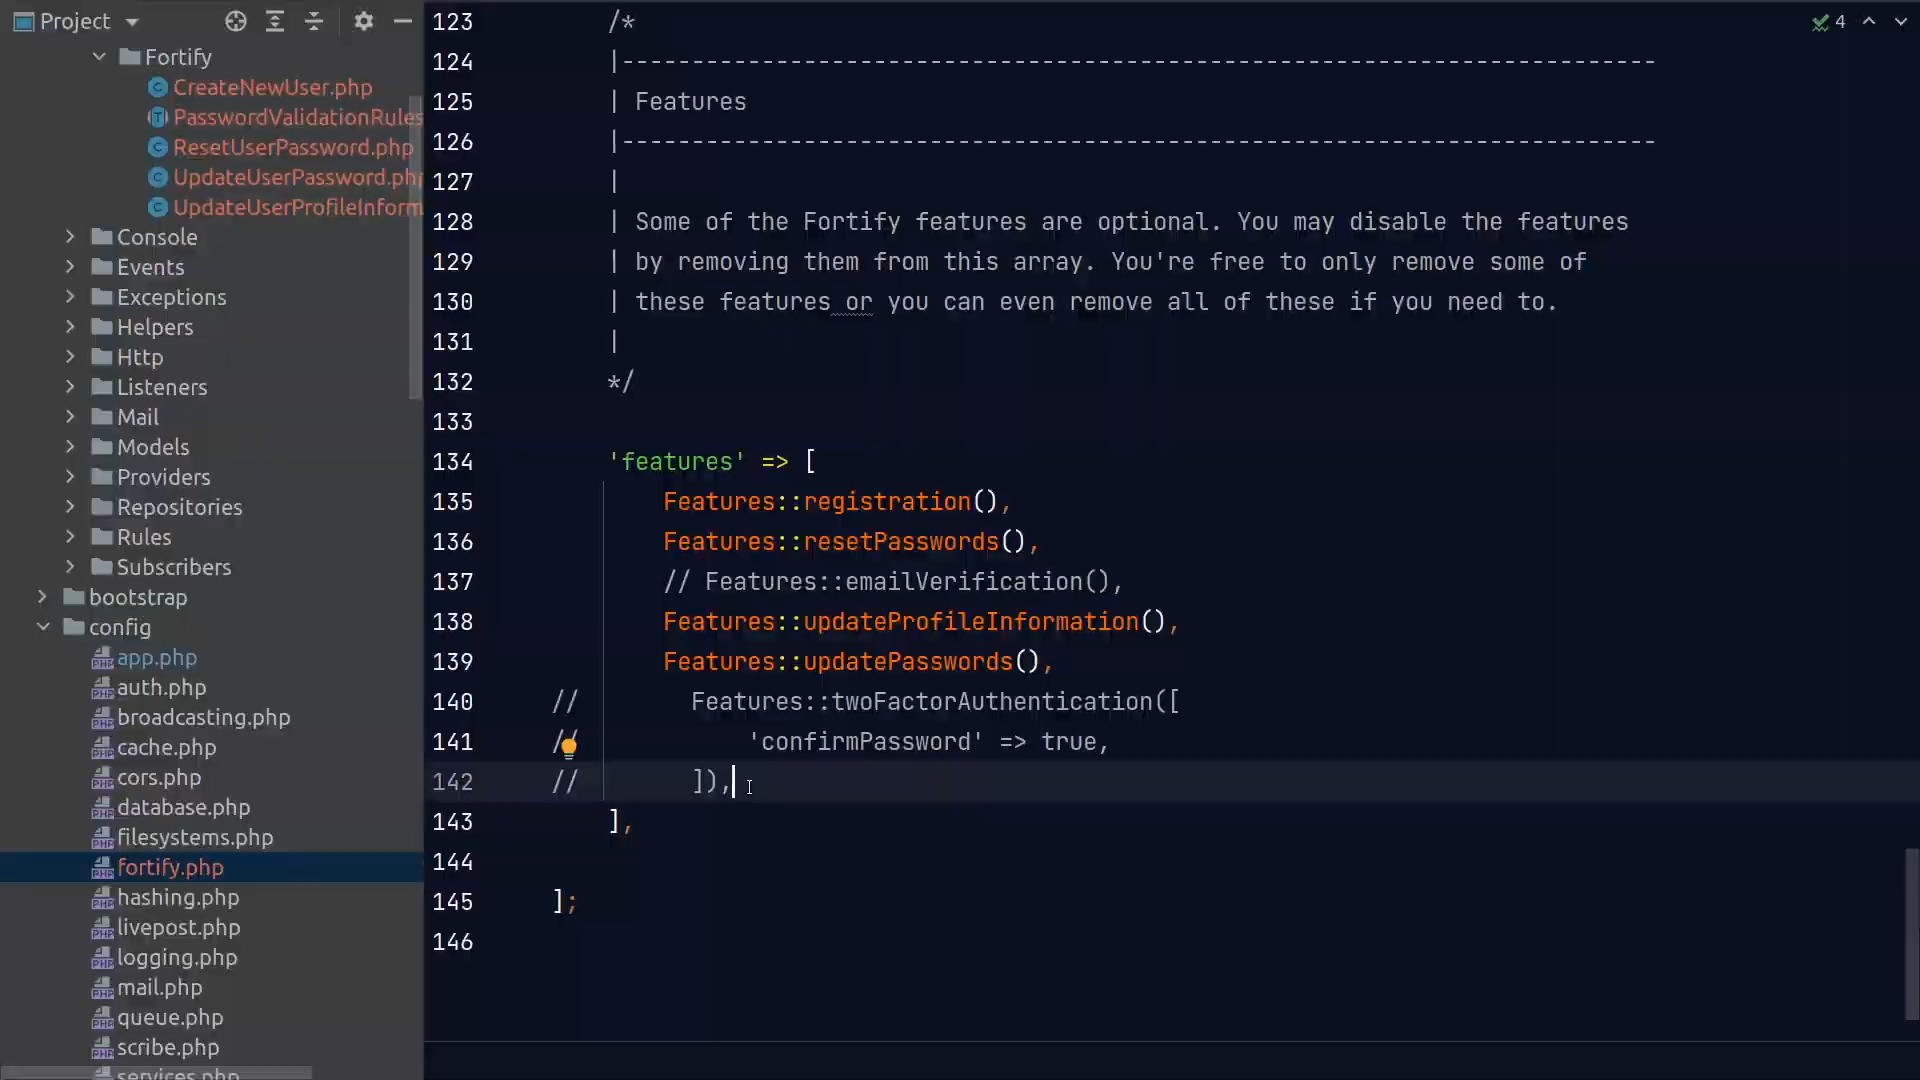 Project
Fortify
CreateNewUser.php
PasswordValidationRules
ResetUserPassword.php
UpdateUserPassword.php
UpdateUserProfileInform
Console
Events
Exceptions
Helpers
Http
Listeners
Mail
Models
Providers
Repositories
Rules
Subscribers
bootstrap
config
app.php
auth.php
broadcasting.php
cache.php
cors.php
database.php
filesystems.php
fortify.php
hashing.php
livepost.php
logging.php
mail.php
queue.php
scribe.php
services.php
4
123 /*
124 |--------------------------------------------------------------------------
125 | Features
126 |--------------------------------------------------------------------------
127 |
128 | Some of the Fortify features are optional. You may disable the features
129 | by removing them from this array. You're free to only remove some of
130 | these features or you can even remove all of these if you need to.
131 |
132 */
133
134 'features' => [
135 Features::registration(),
136 Features::resetPasswords(),
137 // Features::emailVerification(),
138 Features::updateProfileInformation(),
139 Features::updatePasswords(),
140 // Features::twoFactorAuthentication([
141 // 'confirmPassword' => true,
142 // ]),
143 ],
144
145 ];
146